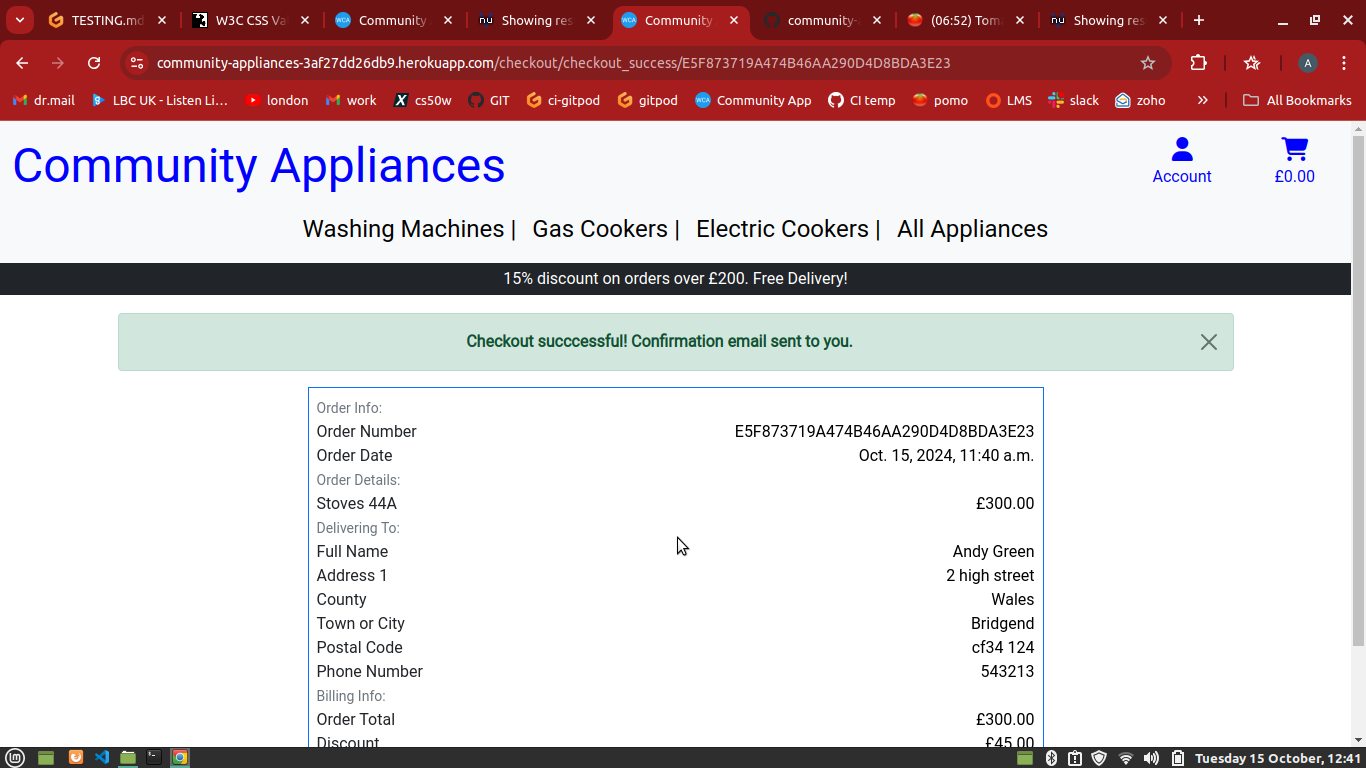 TESTING.md
W3C CSS Va
Community
Showing res
Community
community-
(06:52) Tom
Showing res
community-appliances-3af27dd26db9.herokuapp.com/checkout/checkout_success/E5F873719A474B46AA290D4D8BDA3E23
A
dr.mail
LBC UK - Listen Li...
london
work
cs50w
GIT
ci-gitpod
gitpod
Community App
CI temp
pomo
LMS
slack
zoho
All Bookmarks
Community Appliances
Account
£0.00
Washing Machines | Gas Cookers | Electric Cookers | All Appliances
15% discount on orders over £200. Free Delivery!
Checkout succcessful! Confirmation email sent to you.
Order Info:
Order Number E5F873719A474B46AA290D4D8BDA3E23
Order Date Oct. 15, 2024, 11:40 a.m.
Order Details:
Stoves 44A £300.00
Delivering To:
Full Name Andy Green
Address 1 2 high street
County Wales
Town or City Bridgend
Postal Code cf34 124
Phone Number 543213
Billing Info:
Order Total £300.00
Discount £45.00
Tuesday 15 October, 12:41